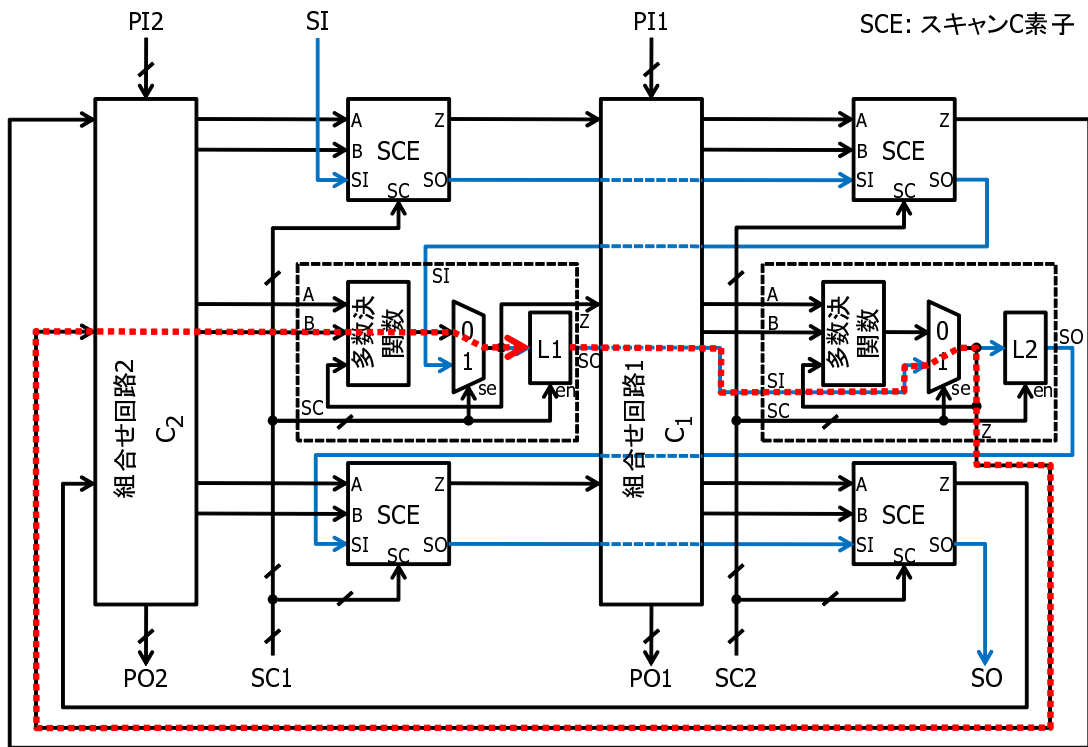 PI2
SI
PI1
SCE: スキャンC素子
A
B
SI
SCE
Z
SO
SC
A
B
SI
SCE
Z
SO
SC
組合せ回路2
C2
SI
A
B
多数決
関数
0
1
se
L1
en
Z
SO
SC
組合せ回路1
C1
A
B
多数決
関数
0
1
se
L2
en
SO
SI
SC
Z
A
B
SI
SCE
Z
SO
SC
A
B
SI
SCE
Z
SO
SC
PO2
SC1
PO1
SC2
SO